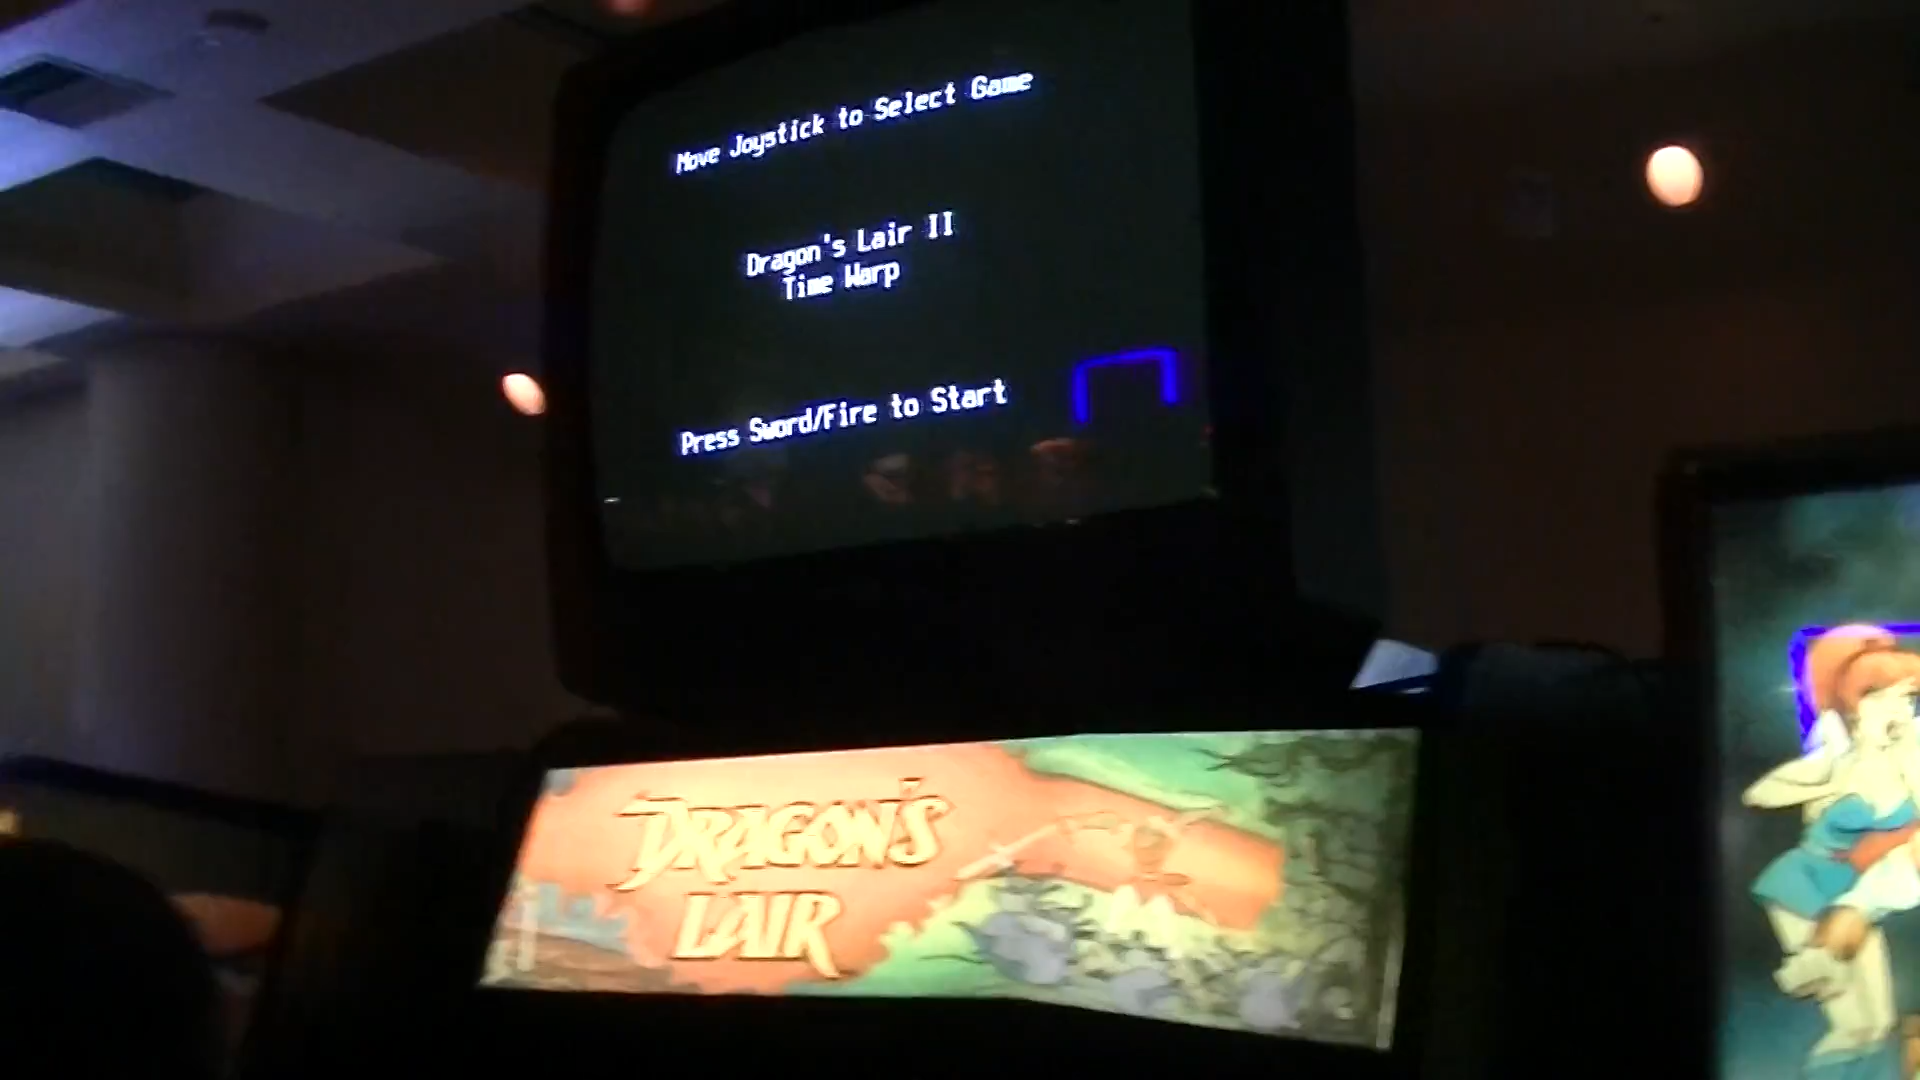 Move Joystick to Select Game
Dragon's Lair II
Time Warp
Press Sword/Fire to Start
DRAGON'S
LAIR